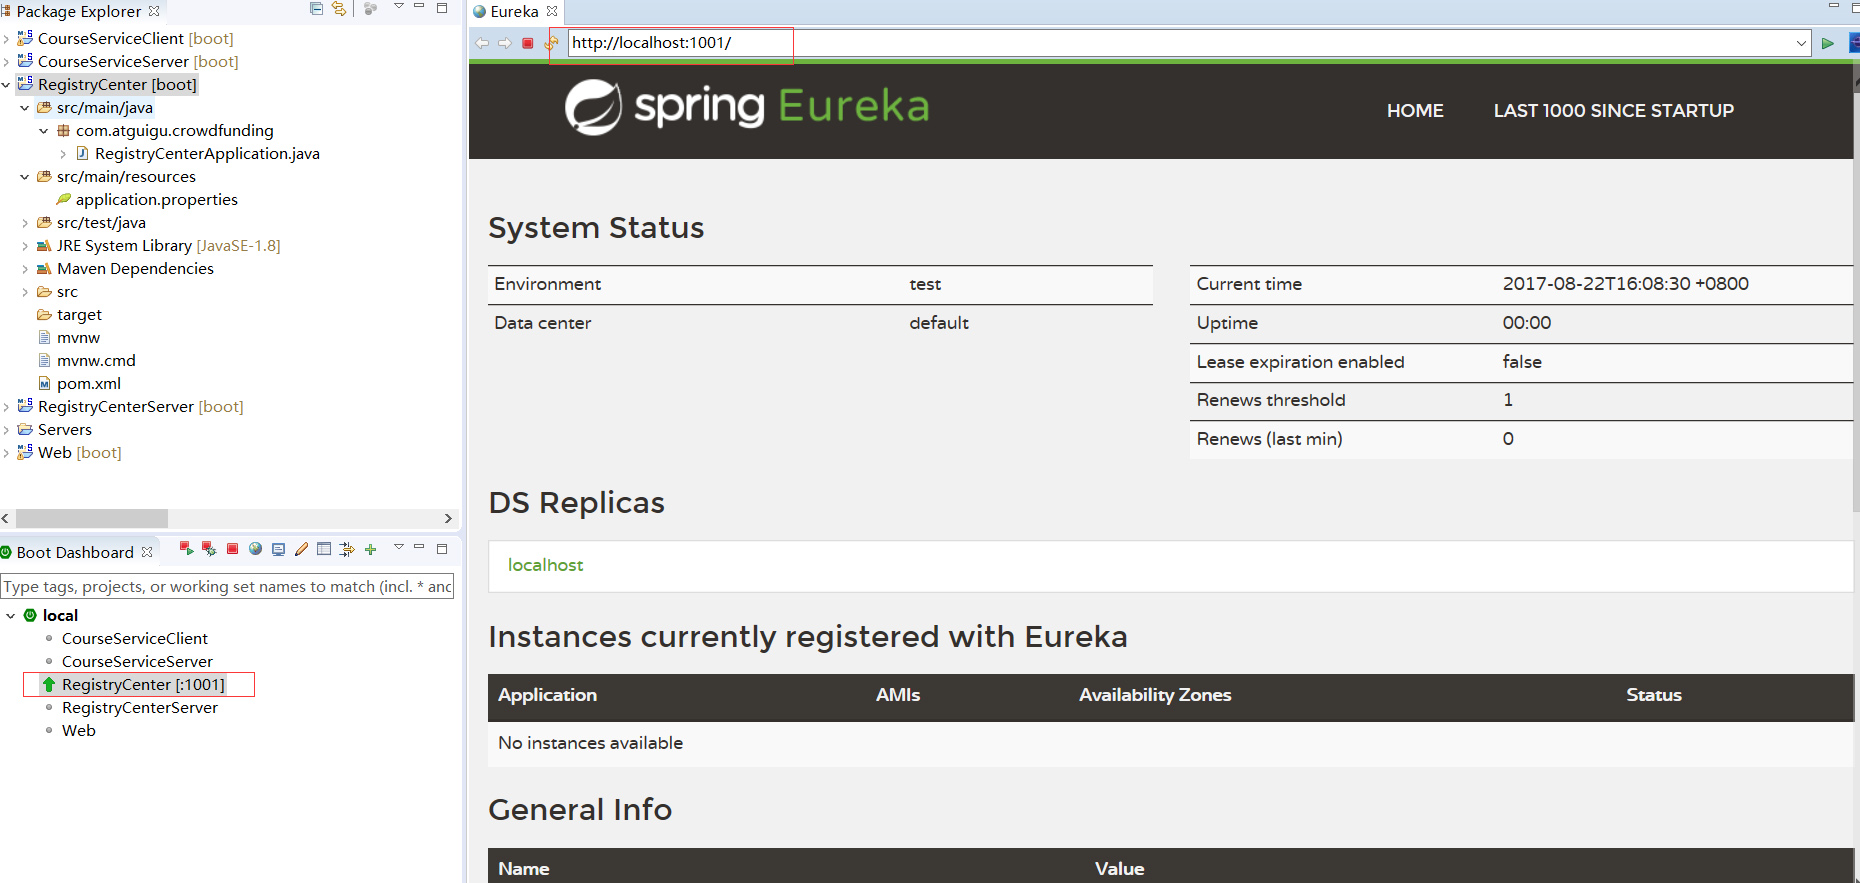 Package Explorer
CourseServiceClient [boot]
CourseServiceServer [boot]
RegistryCenter [boot]
src/main/java
com.atguigu.crowdfunding
RegistryCenterApplication.java
src/main/resources
application.properties
src/test/java
JRE System Library [JavaSE-1.8]
Maven Dependencies
src
target
mvnw
mvnw.cmd
pom.xml
RegistryCenterServer [boot]
Servers
Web [boot]
Boot Dashboard
Type tags, projects, or working set names to match (incl. * anc
local
CourseServiceClient
CourseServiceServer
RegistryCenter [:1001]
RegistryCenterServer
Web
Eureka
http://localhost:1001/
spring Eureka
HOME LAST 1000 SINCE STARTUP
System Status
Environment test
Data center default
Current time 2017-08-22T16:08:30 +0800
Uptime 00:00
Lease expiration enabled false
Renews threshold 1
Renews (last min) 0
DS Replicas
localhost
Instances currently registered with Eureka
Application AMIs Availability Zones Status
No instances available
General Info
Name Value